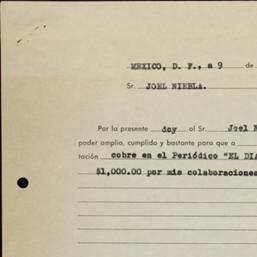 MEXICO, D. F., a 9 de
Sr. JOEL NIEBLA.
Por la presente doy al Sr. Joel
poder amplio, cumplido y bastante para que a
tación cobre en el Periódico "EL DIA
$1,000.00 por mis colaboraciones